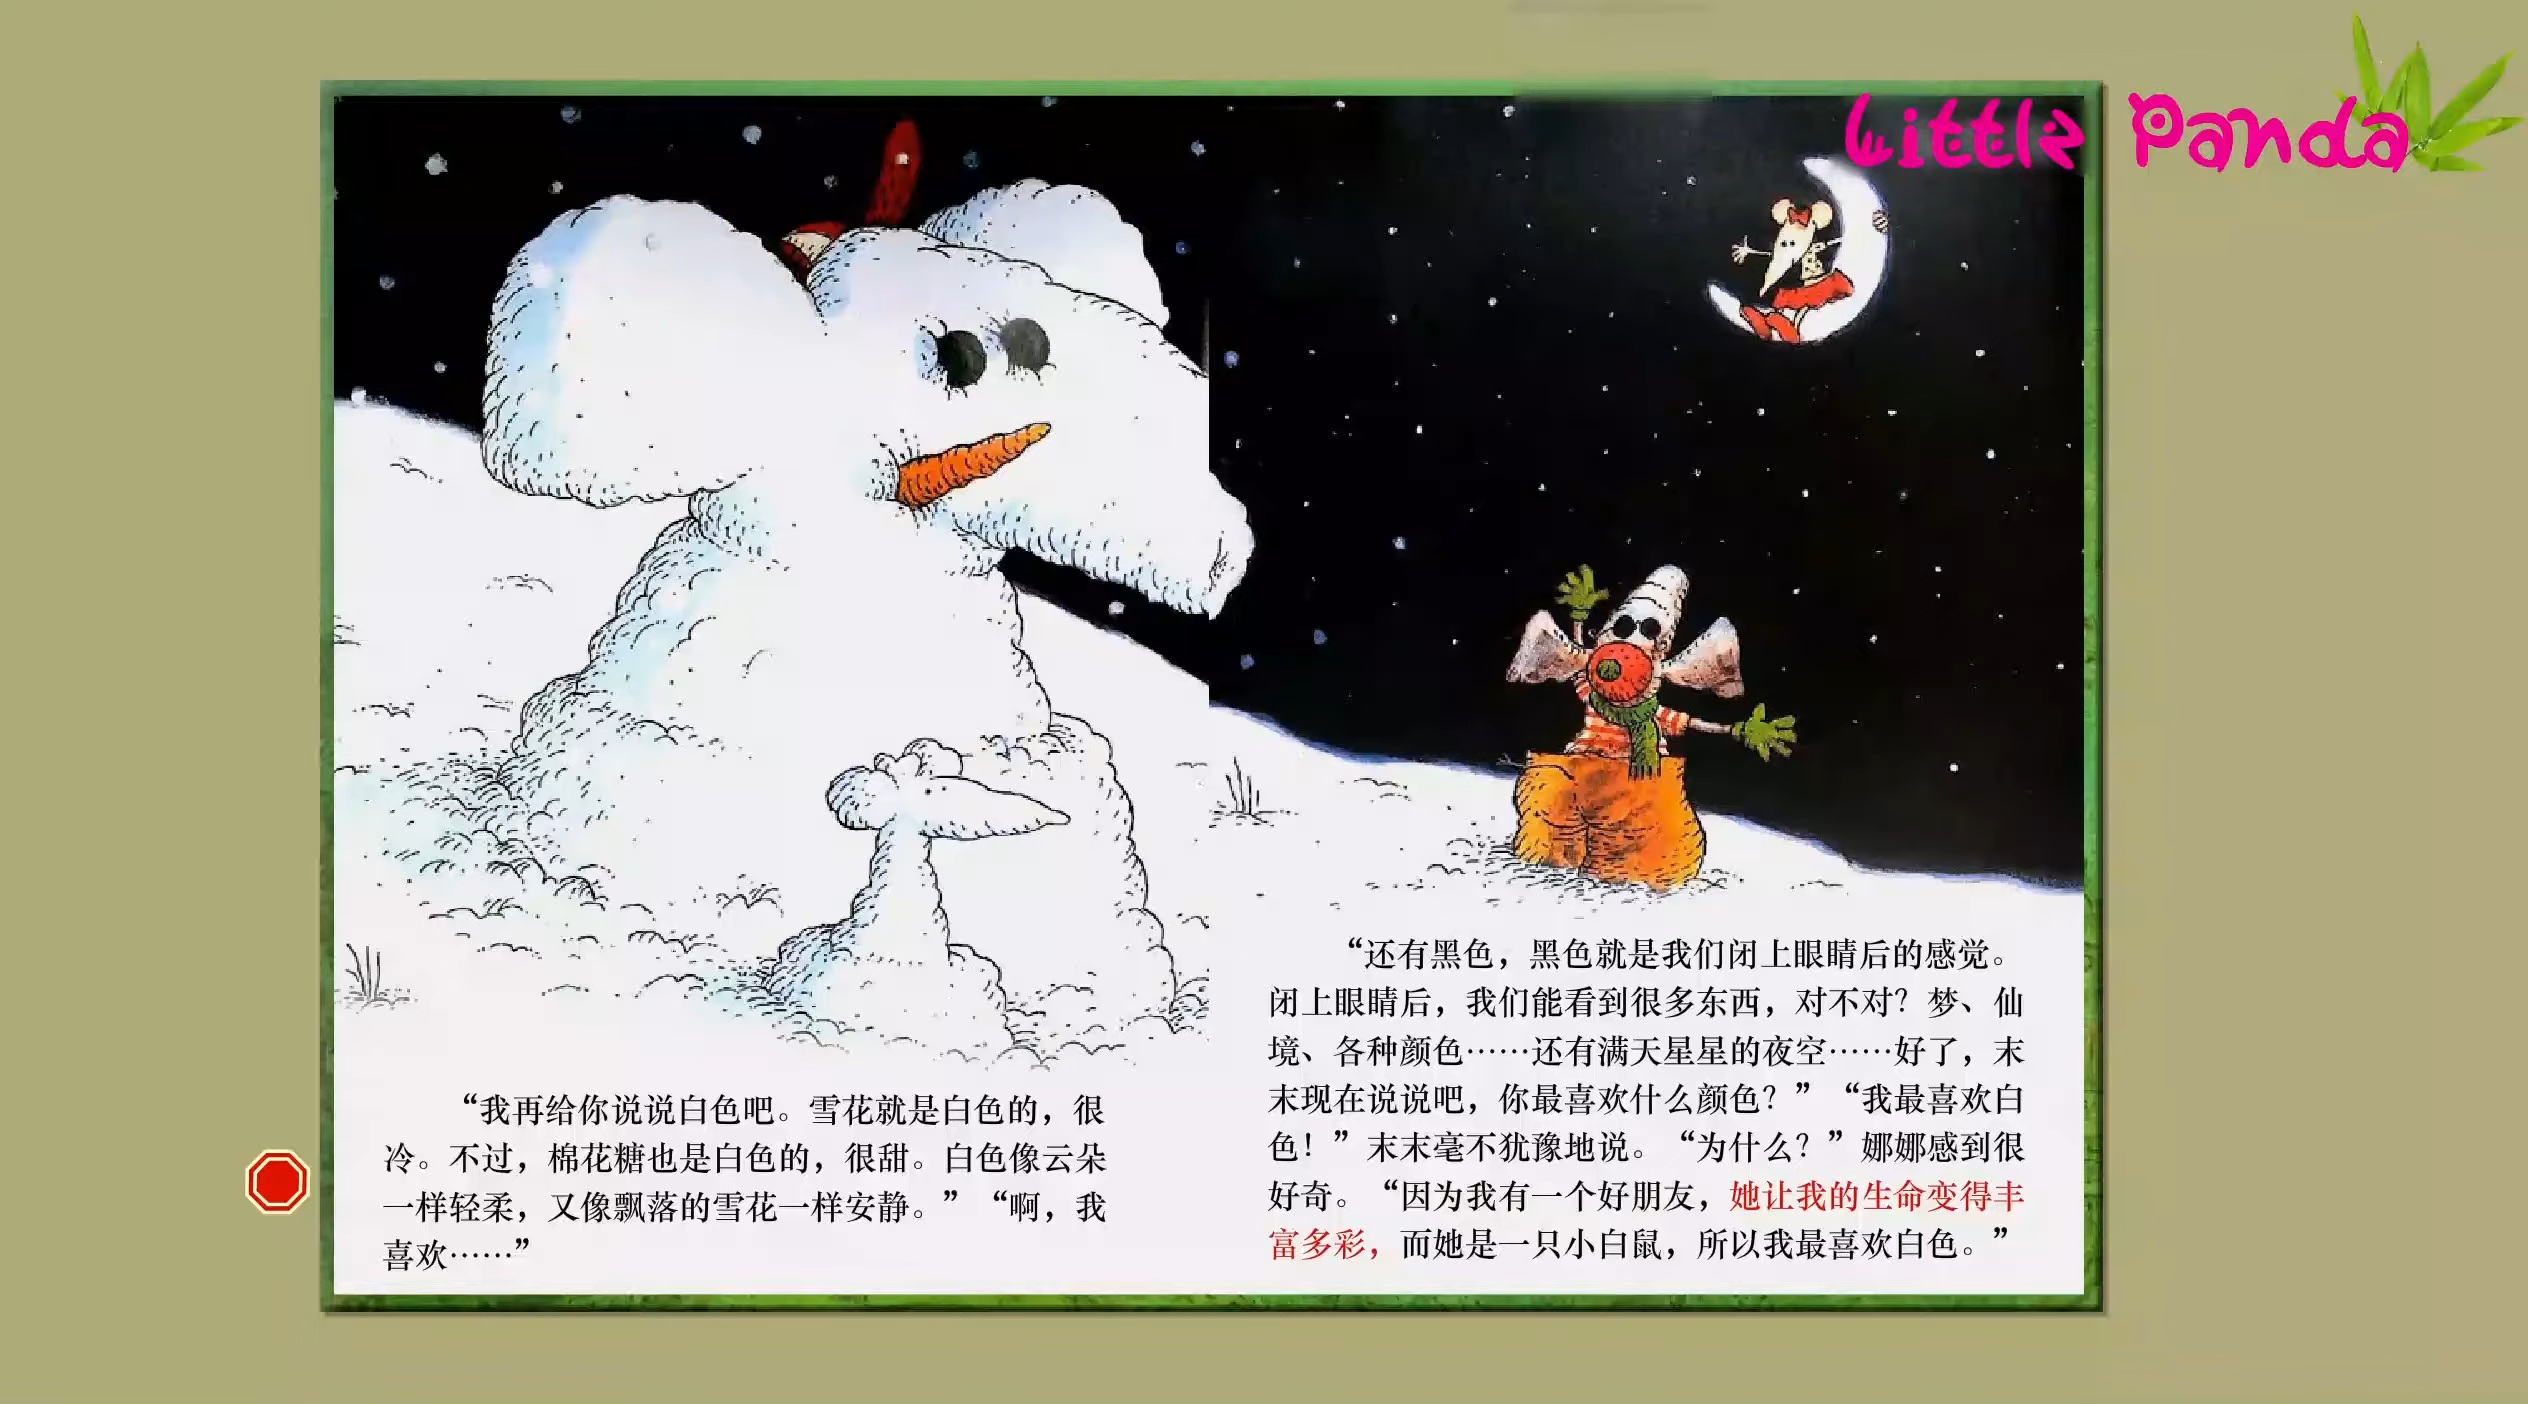 Little Panda
“我再给你说说白色吧。雪花就是白色的，很
冷。不过，棉花糖也是白色的，很甜。白色像云朵
一样轻柔，又像飘落的雪花一样安静。”“啊，我
喜欢……”
“还有黑色，黑色就是我们闭上眼睛后的感觉。
闭上眼睛后，我们能看到很多东西，对不对？梦、仙
境、各种颜色……还有满天星星的夜空……好了，末
末现在说说吧，你最喜欢什么颜色？”“我最喜欢白
色！”末末毫不犹豫地说。“为什么？”娜娜感到很
好奇。“因为我有一个好朋友，她让我的生命变得丰
富多彩，而她是一只小白鼠，所以我最喜欢白色。”